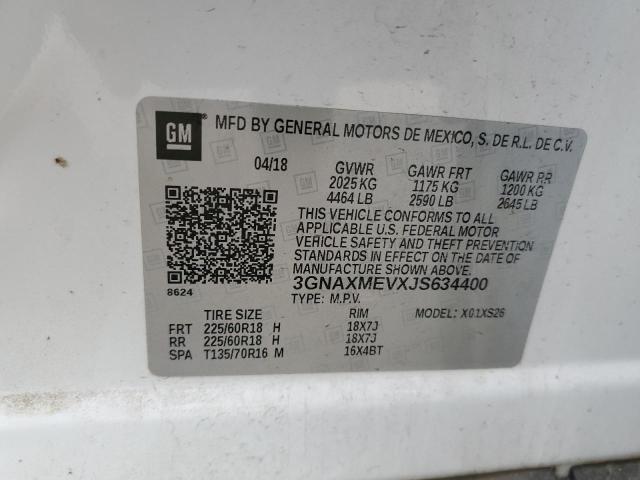 GM MFD BY GENERAL MOTORS DE MEXICO, S. DE R.L. DE C.V.
04/18 GVWR GAWR FRT GAWR RR
2025 KG 1175 KG 1200 KG
4464 LB 2590 LB 2645 LB
THIS VEHICLE CONFORMS TO ALL
APPLICABLE U.S. FEDERAL MOTOR
VEHICLE SAFETY AND THEFT PREVENTION
STANDARDS IN EFFECT ON THE DATE OF
MANUFACTURE SHOWN ABOVE.
8624 3GNAXMEVXJS634400
TYPE: M.P.V. MODEL: XG1XS26
TIRE SIZE RIM
FRT 225/60R18 H 18X7J
RR 225/60R18 H 18X7J
SPA T135/70R16 M 16X4BT